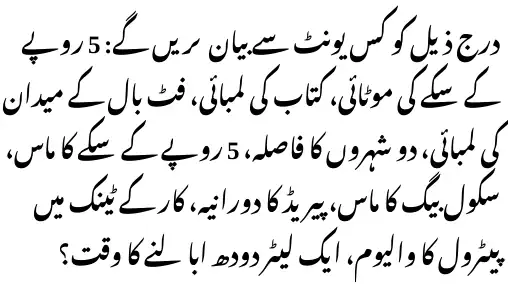 درج ذیل کو کس یونٹ سے بیان کریں گے: 5 روپے
کے سکے کی موٹائی، کتاب کی لمبائی، فٹ بال کے میدان
کی لمبائی، دو شہروں کا فاصلہ، 5 روپے کے سکے کا ماس،
سکول بیگ کا ماس، پیریڈ کا دورانیہ، کار کے ٹینک میں
پیٹرول کا والیوم، ایک لیٹر دودھ ابالنے کا وقت؟